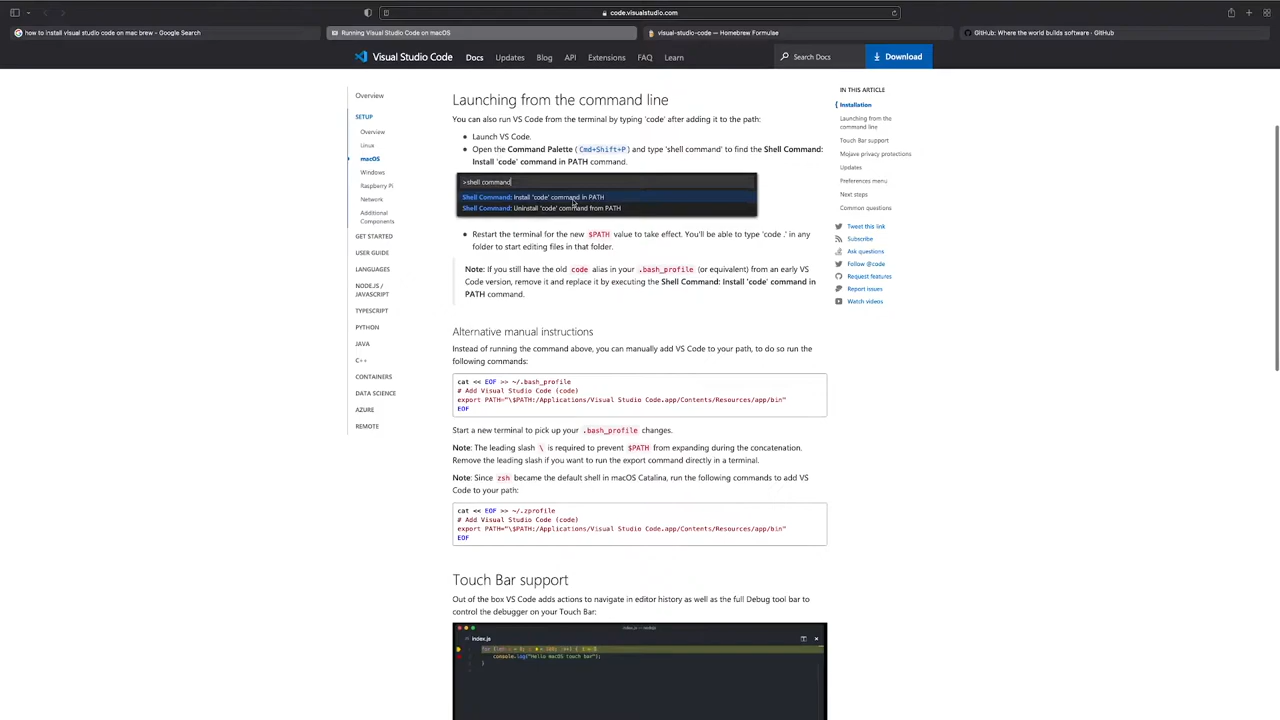 code.visualstudio.com
how to install visual studio code on mac brew - Google Search
Running Visual Studio Code on macOS
visual-studio-code — Homebrew Formulae
GitHub: Where the world builds software · GitHub
Visual Studio Code
Docs
Updates
Blog
API
Extensions
FAQ
Learn
Search Docs
Download
Overview
SETUP
Overview
Linux
macOS
Windows
Raspberry Pi
Network
Additional
Components
GET STARTED
USER GUIDE
LANGUAGES
NODE.JS /
JAVASCRIPT
TYPESCRIPT
PYTHON
JAVA
C++
CONTAINERS
DATA SCIENCE
AZURE
REMOTE
Launching from the command line
You can also run VS Code from the terminal by typing 'code' after adding it to the path:
• Launch VS Code.
• Open the Command Palette (Cmd+Shift+P) and type 'shell command' to find the Shell Command:
Install 'code' command in PATH command.
>shell command
Shell Command: Install 'code' command in PATH
Shell Command: Uninstall 'code' command from PATH
• Restart the terminal for the new $PATH value to take effect. You'll be able to type 'code .' in any
folder to start editing files in that folder.
Note: If you still have the old code alias in your .bash_profile (or equivalent) from an early VS
Code version, remove it and replace it by executing the Shell Command: Install 'code' command in
PATH command.
Alternative manual instructions
Instead of running the command above, you can manually add VS Code to your path, to do so run the
following commands:
cat << EOF >> ~/.bash_profile
# Add Visual Studio Code (code)
export PATH="\$PATH:/Applications/Visual Studio Code.app/Contents/Resources/app/bin"
EOF
Start a new terminal to pick up your .bash_profile changes.
Note: The leading slash \ is required to prevent $PATH from expanding during the concatenation.
Remove the leading slash if you want to run the export command directly in a terminal.
Note: Since zsh became the default shell in macOS Catalina, run the following commands to add VS
Code to your path:
cat << EOF >> ~/.zprofile
# Add Visual Studio Code (code)
export PATH="\$PATH:/Applications/Visual Studio Code.app/Contents/Resources/app/bin"
EOF
Touch Bar support
Out of the box VS Code adds actions to navigate in editor history as well as the full Debug tool bar to
control the debugger on your Touch Bar:
index.js
console.log("Hello macOS touch bar");
}
IN THIS ARTICLE
Installation
Launching from the
command line
Touch Bar support
Mojave privacy protections
Updates
Preferences menu
Next steps
Common questions
Tweet this link
Subscribe
Ask questions
Follow @code
Request features
Report issues
Watch videos